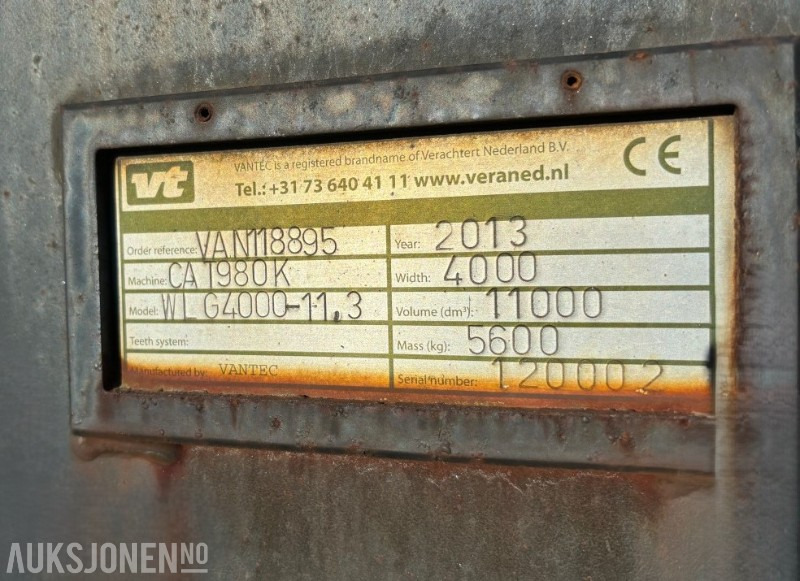 vt
VANTEC is a registered brandname of Verachtert Nederland B.V.
Tel.: +31 73 640 41 11 www.veraned.nl
CE
Order reference: VAN118895
Year: 2013
Machine: CAT980K
Width: 4000
Model: WLG4000-11,3
Volume (dm³): 11000
Teeth system:
Mass (kg): 5600
Manufactured by: VANTEC
Serial number: 120002
AUKSJONEN.NO